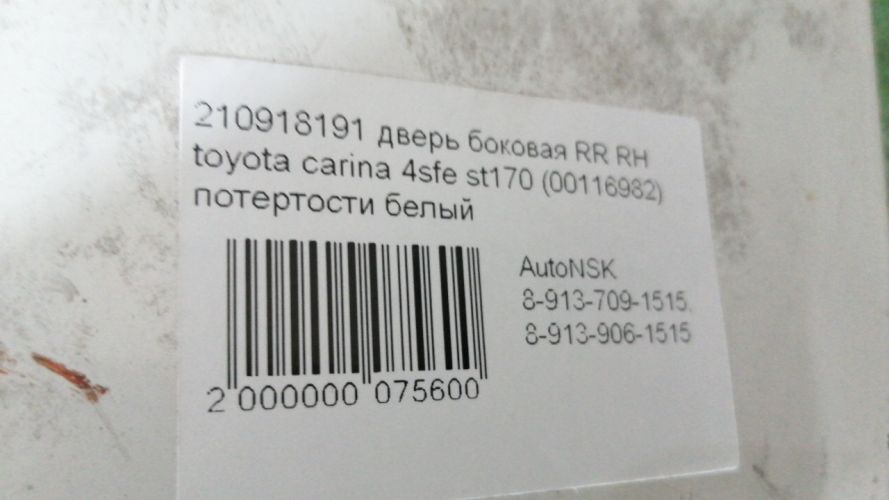 210918191 дверь боковая RR RH
toyota carina 4sfe st170 (00116982)
потертости белый
AutoNSK
8-913-709-1515,
8-913-906-1515
2 000000 075600